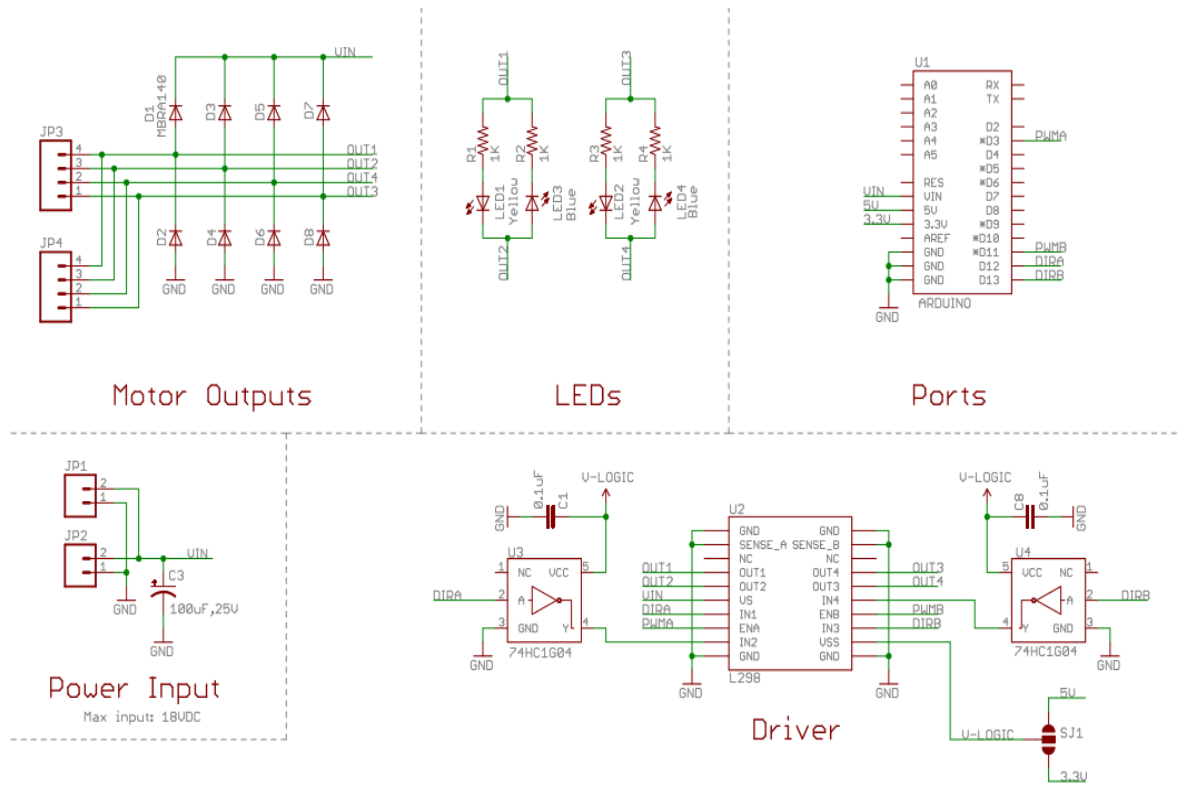 VIN
D1
MBRA140
D3
D5
D7
JP3
4
3
2
1
OUT1
OUT2
OUT4
OUT3
JP4
4
3
2
1
D2
D4
D6
D8
GND
GND
GND
GND
Motor Outputs
OUT1
OUT3
R1
1K
R2
1K
R3
1K
R4
1K
LED1
Yellow
LED3
Blue
LED2
Yellow
LED4
Blue
OUT2
OUT4
LEDs
U1
A0
RX
A1
TX
A2
A3
D2
A4
*D3
PWMA
A5
D4
*D5
RES
*D6
VIN
VIN
D7
5V
5V
D8
3.3V
3.3V
*D9
AREF
*D10
GND
*D11
PWMB
GND
D12
DIRA
GND
D13
DIRB
GND
ARDUINO
Ports
JP1
2
1
JP2
2
1
VIN
C3
100uF,25V
GND
GND
Power Input
Max input: 18VDC
V-LOGIC
GND
0.1uF
C1
U3
1
NC
VCC
5
DIRA
2
A
3
GND
Y
4
GND
74HC1G04
U2
GND
GND
SENSE_A
SENSE_B
NC
NC
OUT1
OUT1
OUT4
OUT3
OUT2
OUT2
OUT3
OUT4
VIN
VS
IN4
DIRA
IN1
ENB
PWMB
PWMA
ENA
IN3
DIRB
IN2
VSS
GND
GND
GND
L298
GND
V-LOGIC
C8
0.1uF
GND
U4
5
VCC
NC
1
A
2
DIRB
4
Y
GND
3
74HC1G04
GND
Driver
5V
V-LOGIC
SJ1
3.3V